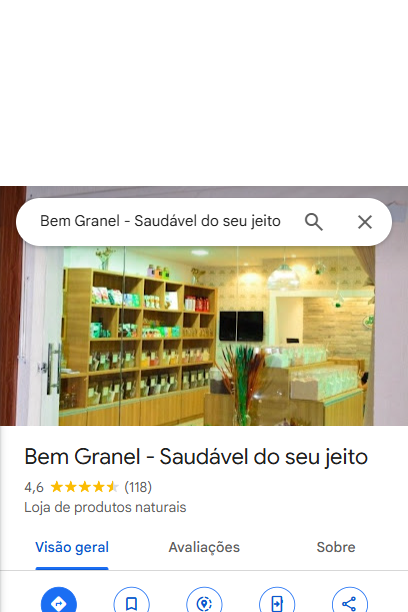 Bem Granel - Saudável do seu jeito
Bem Granel - Saudável do seu jeito
4,6 (118)
Loja de produtos naturais
Visão geral Avaliações Sobre